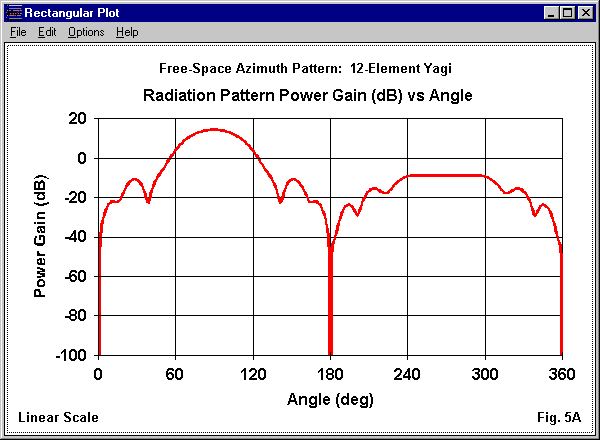 Rectangular Plot
File Edit Options Help
Free-Space Azimuth Pattern: 12-Element Yagi
Radiation Pattern Power Gain (dB) vs Angle
Power Gain (dB)
20
0
-20
-40
-60
-80
-100
0 60 120 180 240 300 360
Angle (deg)
Linear Scale Fig. 5A